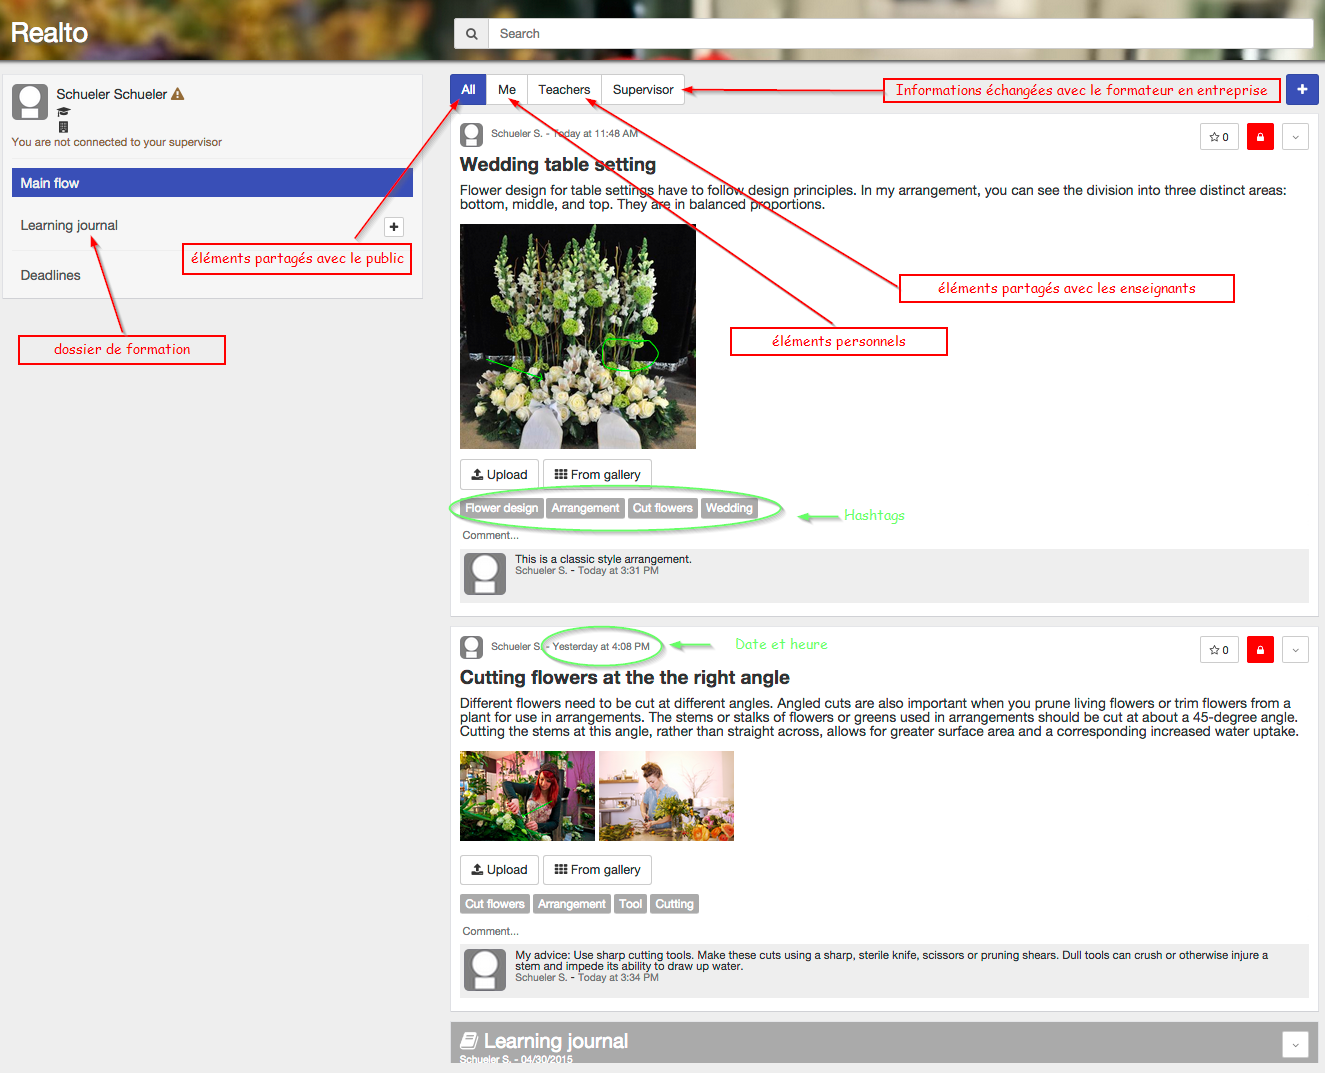 Realto
Search
Schueler Schueler
You are not connected to your supervisor
Main flow
Learning journal
Deadlines
éléments partagés avec le public
dossier de formation
All Me Teachers Supervisor
Informations échangées avec le formateur en entreprise
+
Schueler S. - Today at 11:48 AM
0
Wedding table setting
Flower design for table settings have to follow design principles. In my arrangement, you can see the division into three distinct areas:
bottom, middle, and top. They are in balanced proportions.
éléments partagés avec les enseignants
éléments personnels
Upload From gallery
Flower design Arrangement Cut flowers Wedding
Hashtags
Comment...
This is a classic style arrangement.
Schueler S. - Today at 3:31 PM
Schueler S. - Yesterday at 4:08 PM
Date et heure
0
Cutting flowers at the the right angle
Different flowers need to be cut at different angles. Angled cuts are also important when you prune living flowers or trim flowers from a
plant for use in arrangements. The stems or stalks of flowers or greens used in arrangements should be cut at about a 45-degree angle.
Cutting the stems at this angle, rather than straight across, allows for greater surface area and a corresponding increased water uptake.
Upload From gallery
Cut flowers Arrangement Tool Cutting
Comment...
My advice: Use sharp cutting tools. Make these cuts using a sharp, sterile knife, scissors or pruning shears. Dull tools can crush or otherwise injure a
stem and impede its ability to draw up water.
Schueler S. - Today at 3:34 PM
Learning journal
Schueler S. - 04/30/2015